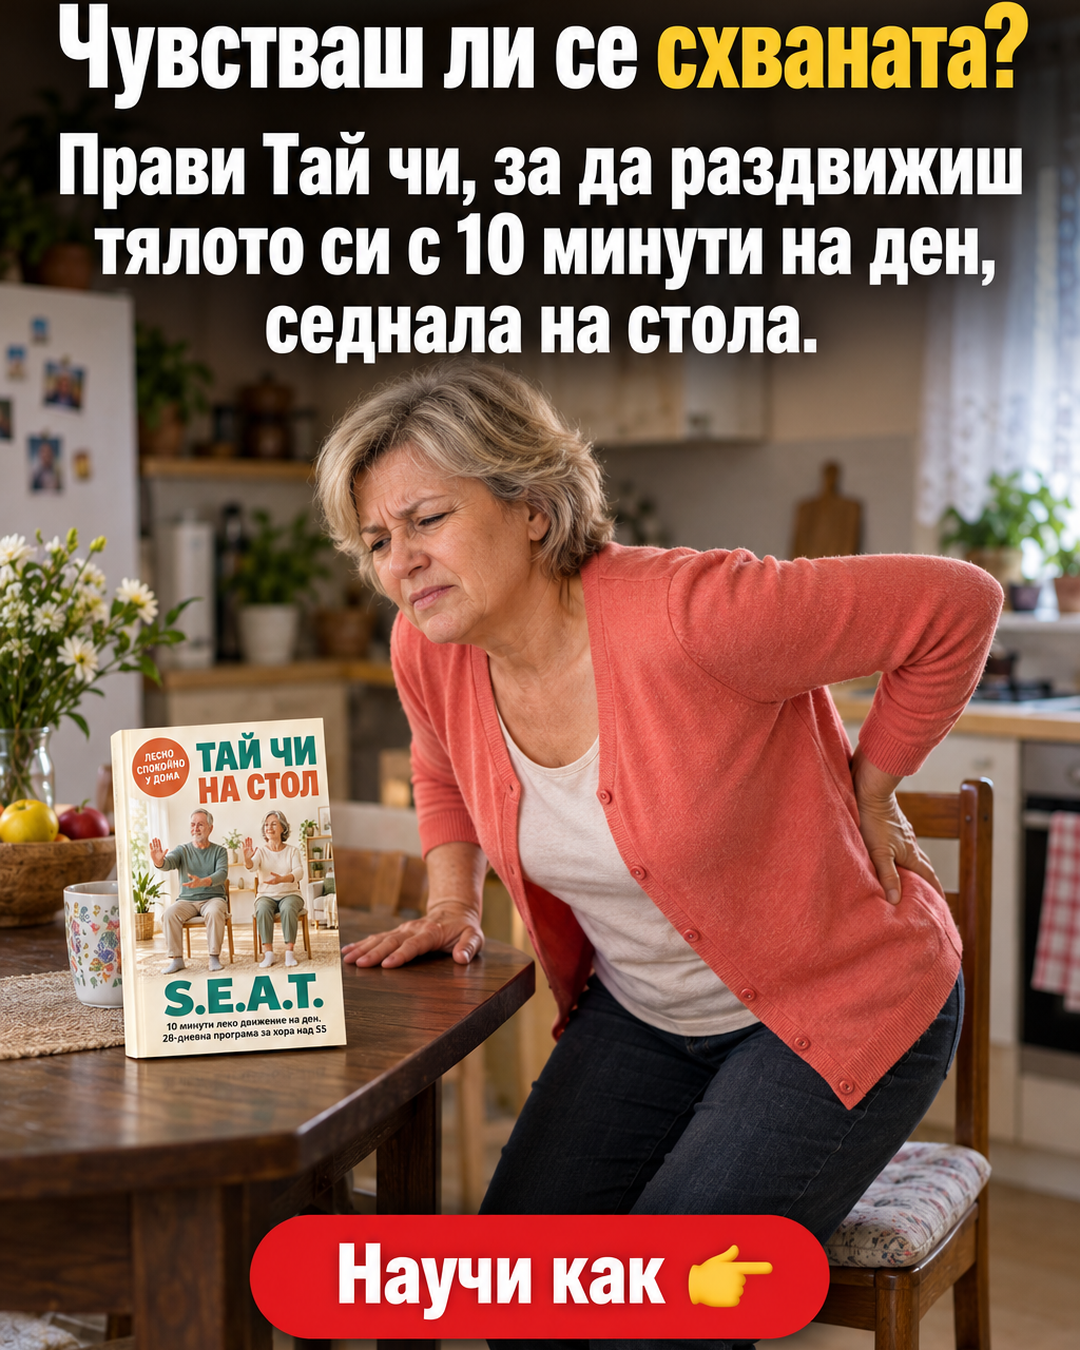 Чувстваш ли се схваната?
Прави Тай чи, за да раздвижиш
тялото си с 10 минути на ден,
седнала на стола.
ЛЕСНО
СПОКОЙНО
У ДОМА
ТАЙ ЧИ
НА СТОЛ
S.E.A.T.
10 минути леко движение на ден.
28-дневна програма за хора над 55
Научи как